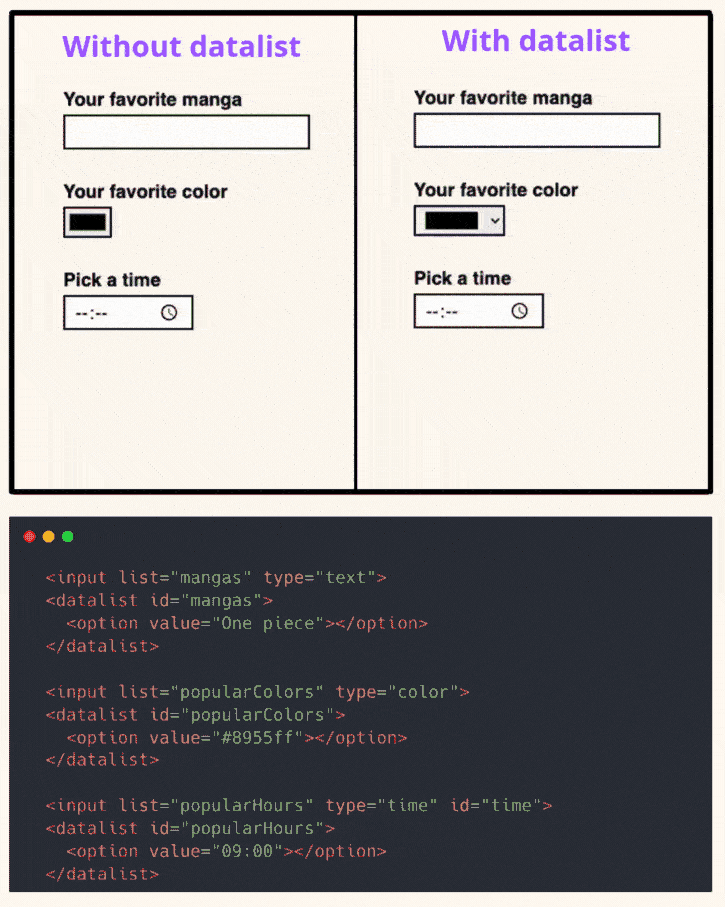 Without datalist
Your favorite manga
Your favorite color
Pick a time
--:--
With datalist
Your favorite manga
Your favorite color
Pick a time
--:--
<input list="mangas" type="text">
<datalist id="mangas">
  <option value="One piece"></option>
</datalist>

<input list="popularColors" type="color">
<datalist id="popularColors">
  <option value="#8955ff"></option>
</datalist>

<input list="popularHours" type="time" id="time">
<datalist id="popularHours">
  <option value="09:00"></option>
</datalist>